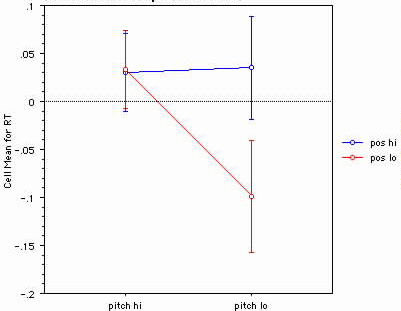 .1
.05
0
-.05
-.1
-.15
-.2
Cell Mean for RT
pitch hi
pitch lo
pos hi
pos lo